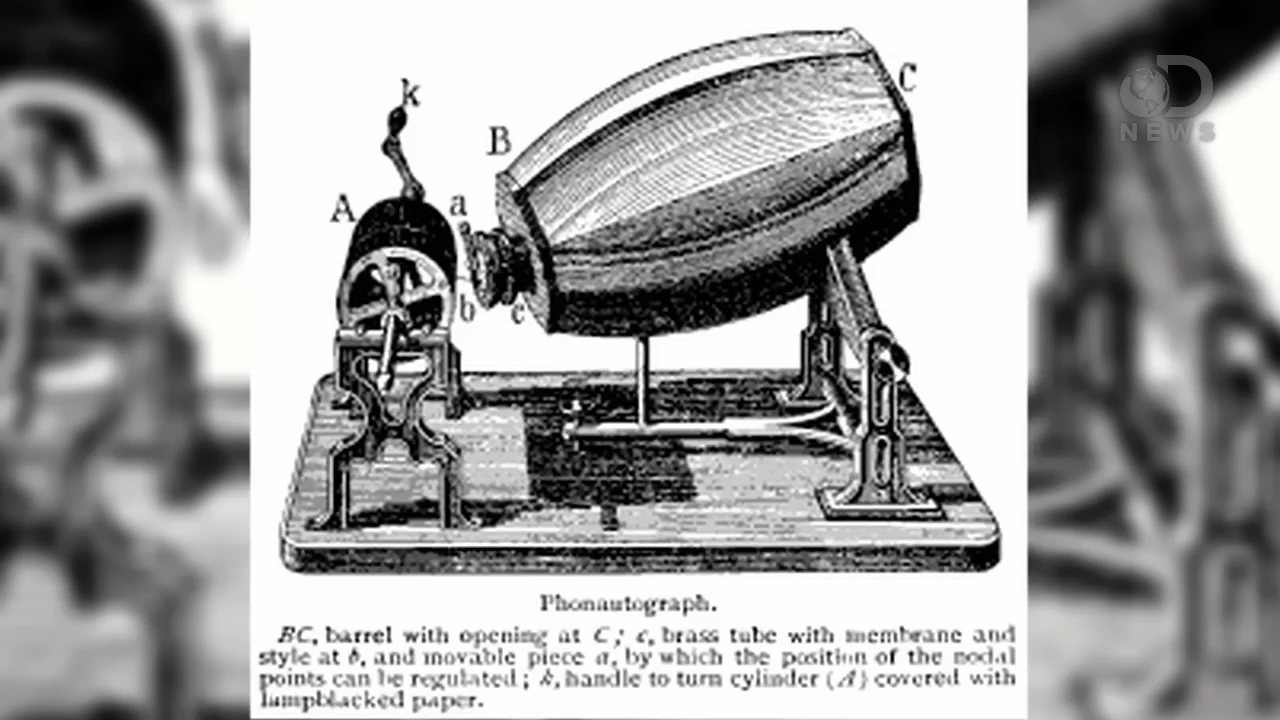 k
C
B
A
a
b
c
D
NEWS
Phonautograph.
BC, barrel with opening at C; c, brass tube with membrane and
style at b, and movable piece a, by which the position of the nodal
points can be regulated; k, handle to turn cylinder (A) covered with
lampblacked paper.